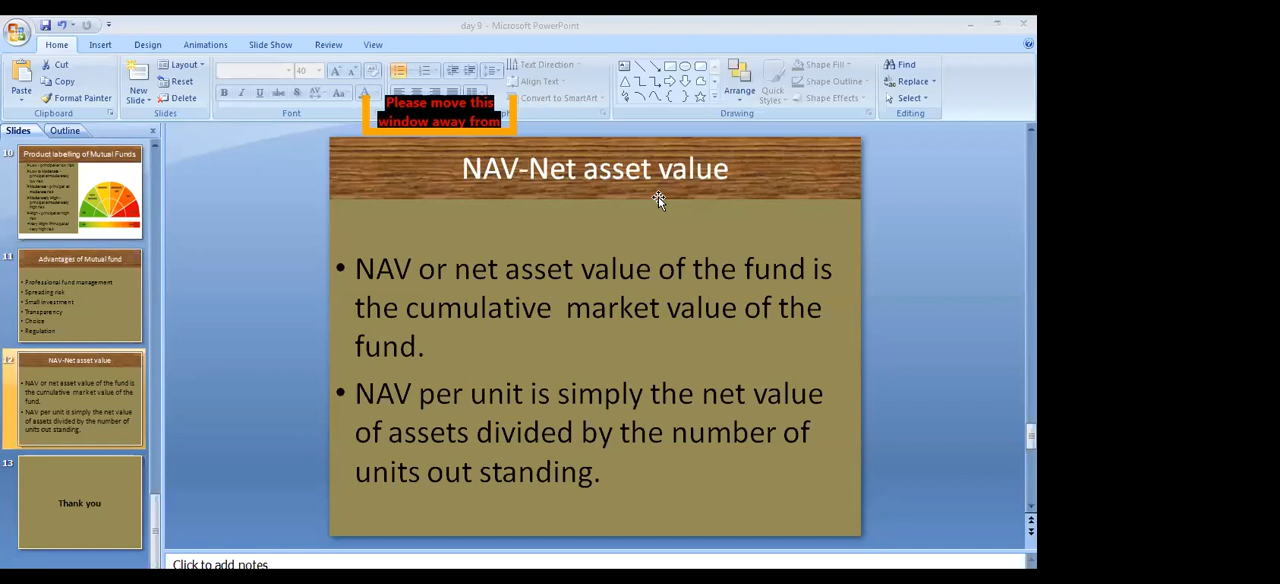 day 9 - Microsoft PowerPoint
Home Insert Design Animations Slide Show Review View
Paste
Cut
Copy
Format Painter
Clipboard
New
Slide
Layout
Reset
Delete
Slides
40
B I U abc S AV Aa A
Font
Please move this
window away from
Text Direction
Align Text
Convert to SmartArt
Arrange
Quick
Styles
Shape Fill
Shape Outline
Shape Effects
Drawing
Find
Replace
Select
Editing
Slides Outline
10
Product labelling of Mutual Funds
11
Advantages of Mutual fund
Professional fund management
Spreading risk
Small investment
Transparency
Choice
Regulation
12
NAV-Net asset value
• NAV or net asset value of the fund is
the cumulative market value of the
fund.
• NAV per unit is simply the net value
of assets divided by the number of
units out standing.
13
Thank you
NAV-Net asset value
• NAV or net asset value of the fund is
the cumulative market value of the
fund.
• NAV per unit is simply the net value
of assets divided by the number of
units out standing.
Click to add notes